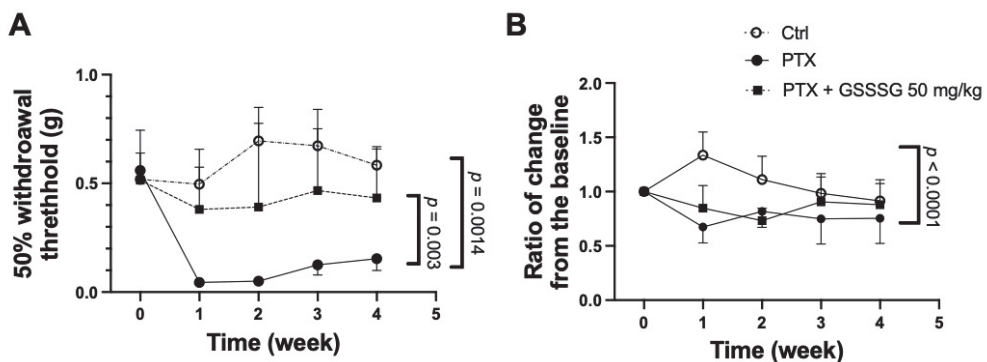 A
50% withdroawal
threthhold (g)
1.0
0.5
0.0
0 1 2 3 4 5
Time (week)
p = 0.003
p = 0.0014
B
Ctrl
PTX
PTX + GSSSG 50 mg/kg
Ratio of change
from the baseline
2.0
1.5
1.0
0.5
0.0
0 1 2 3 4 5
Time (week)
p < 0.0001